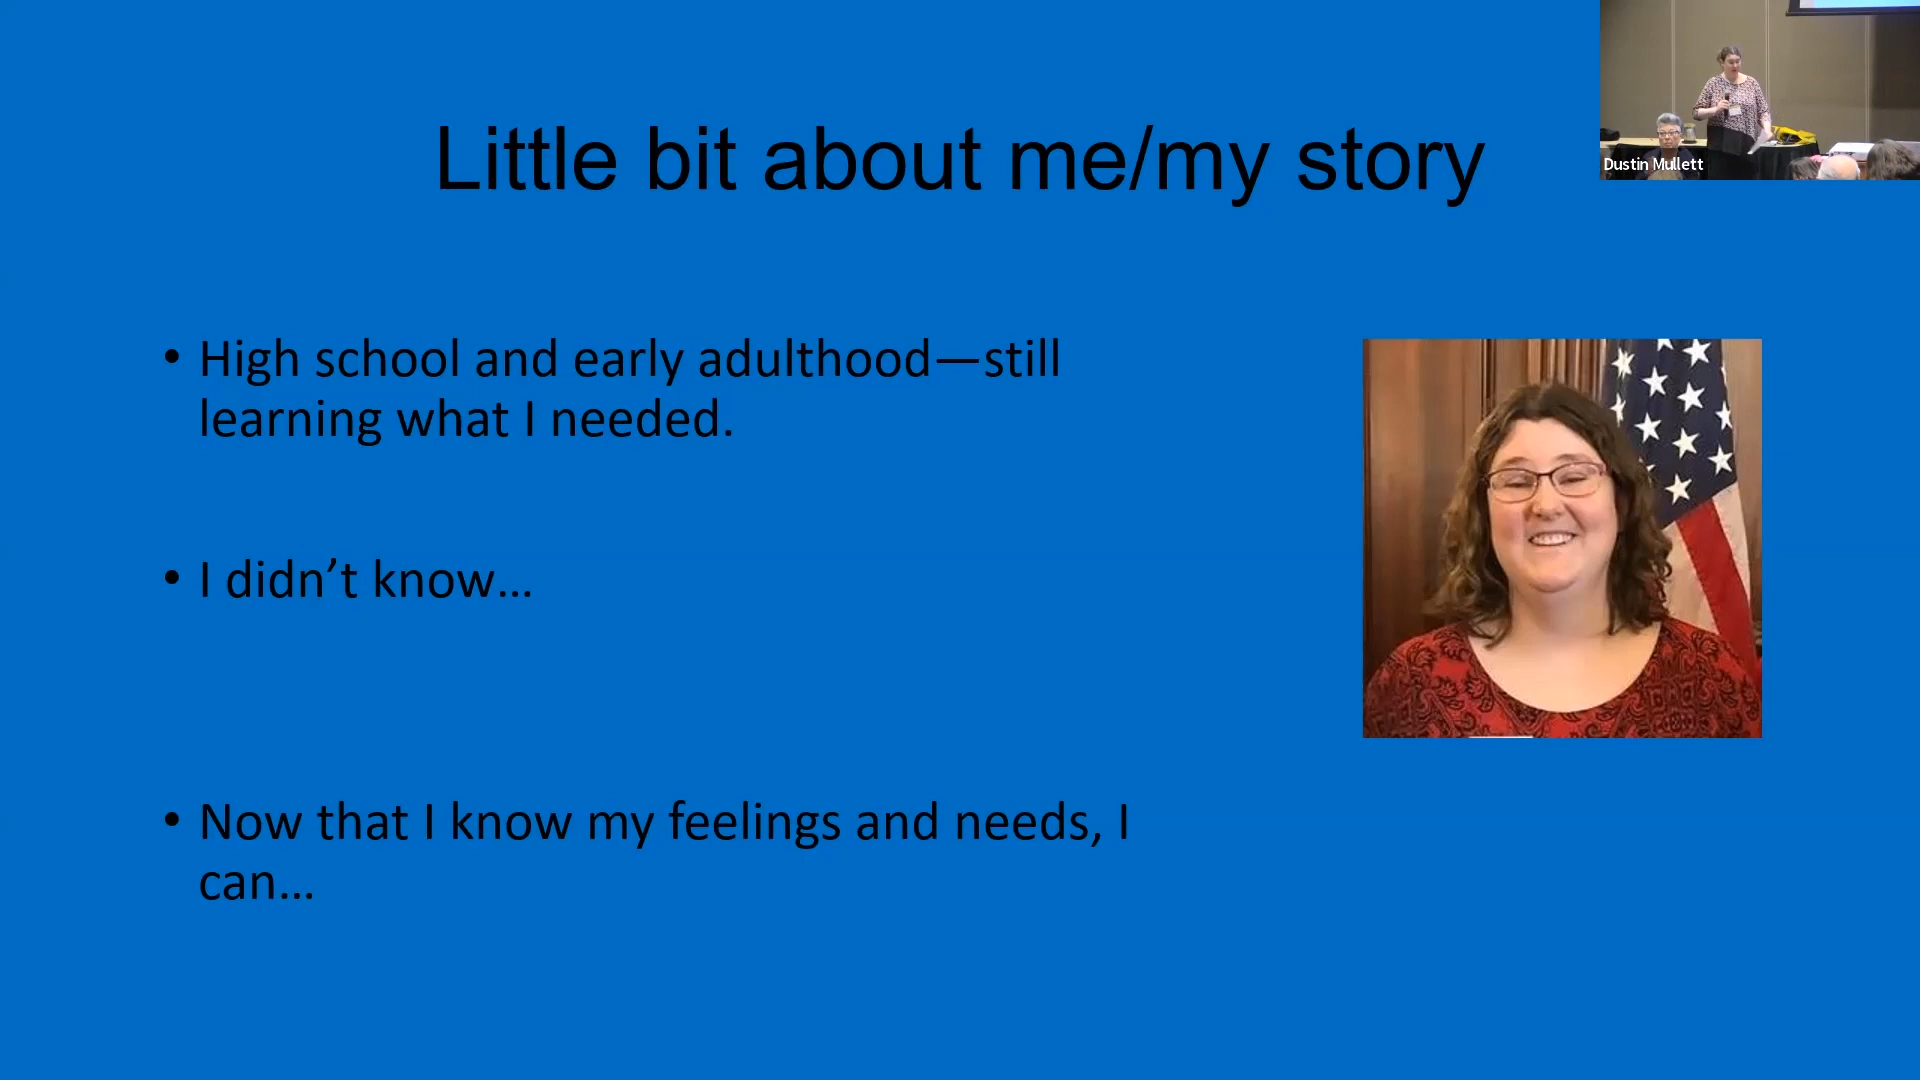 Little bit about me/my story
Dustin Mullett
• High school and early adulthood—still
learning what I needed.
• I didn’t know…
• Now that I know my feelings and needs, I
can…